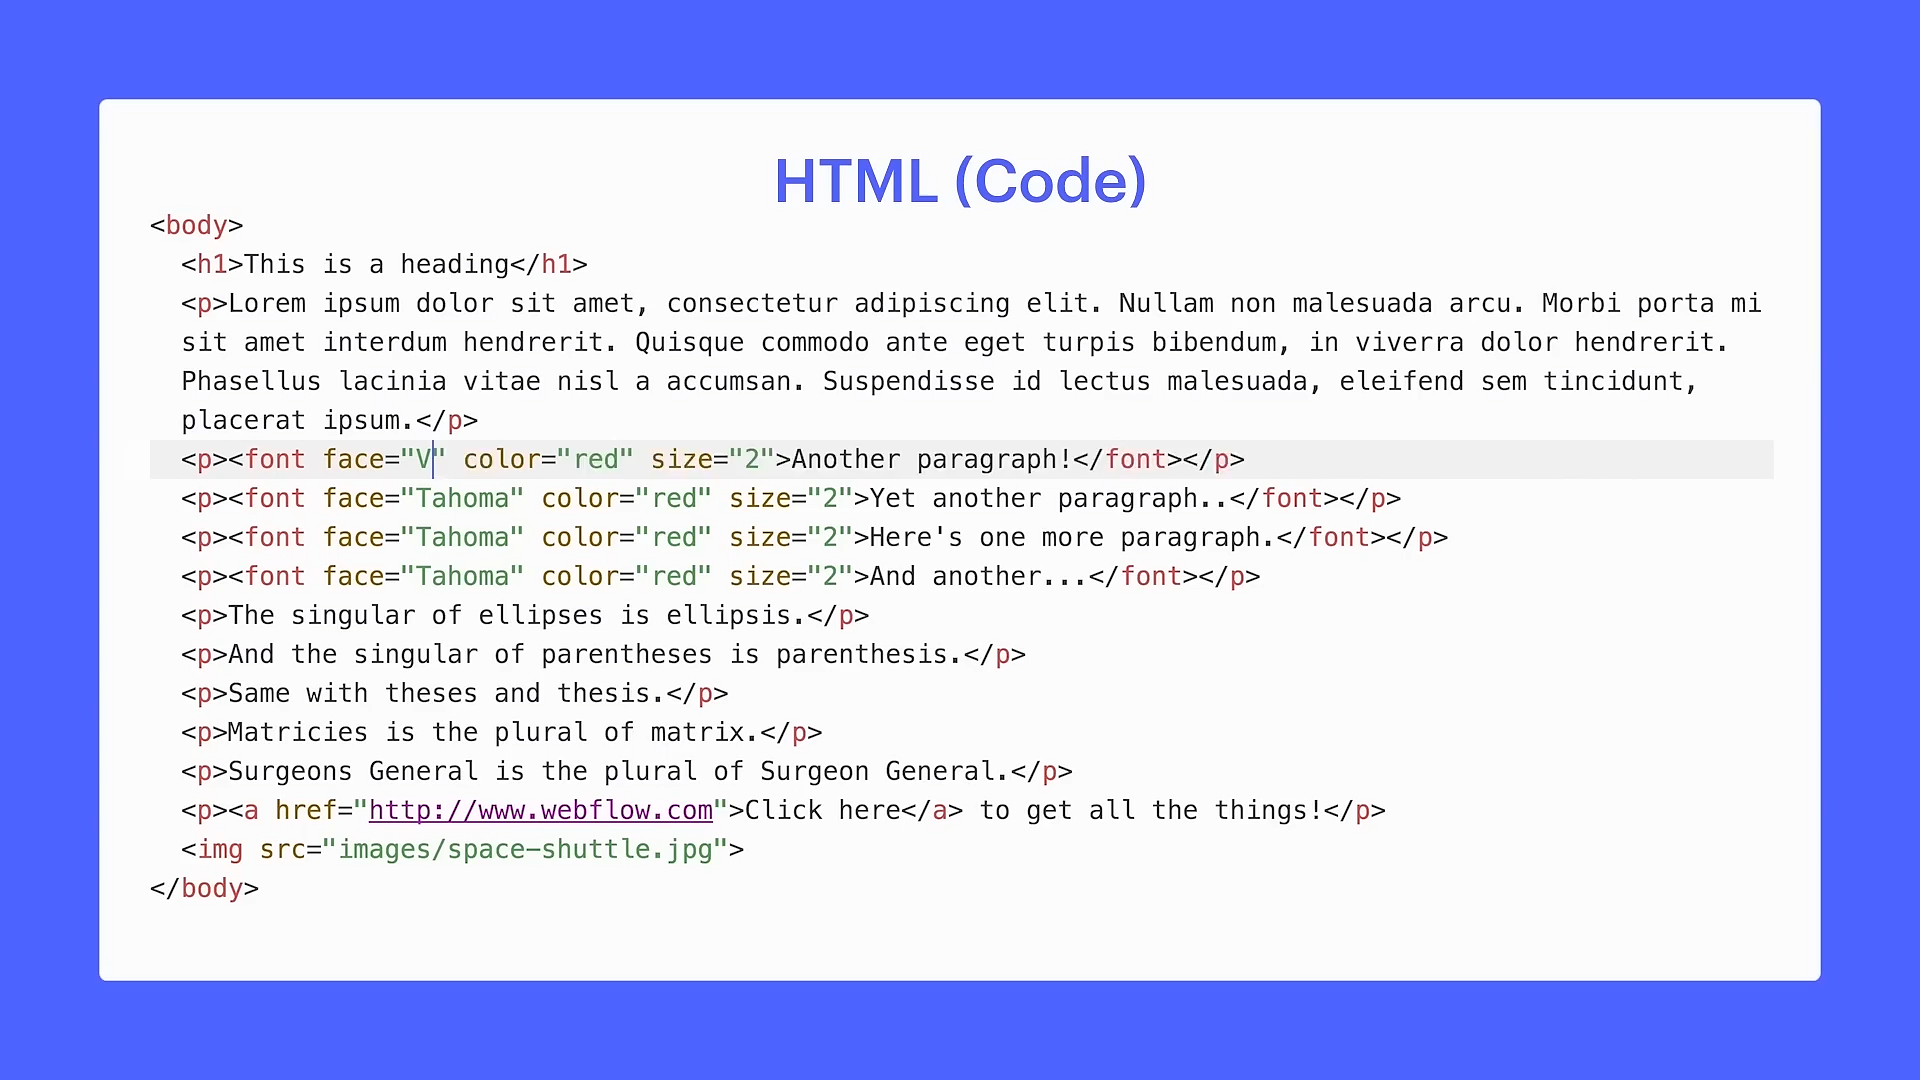 HTML (Code)
<body>
<h1>This is a heading</h1>
<p>Lorem ipsum dolor sit amet, consectetur adipiscing elit. Nullam non malesuada arcu. Morbi porta mi
sit amet interdum hendrerit. Quisque commodo ante eget turpis bibendum, in viverra dolor hendrerit.
Phasellus lacinia vitae nisl a accumsan. Suspendisse id lectus malesuada, eleifend sem tincidunt,
placerat ipsum.</p>
<p><font face="V" color="red" size="2">Another paragraph!</font></p>
<p><font face="Tahoma" color="red" size="2">Yet another paragraph..</font></p>
<p><font face="Tahoma" color="red" size="2">Here's one more paragraph.</font></p>
<p><font face="Tahoma" color="red" size="2">And another...</font></p>
<p>The singular of ellipses is ellipsis.</p>
<p>And the singular of parentheses is parenthesis.</p>
<p>Same with theses and thesis.</p>
<p>Matricies is the plural of matrix.</p>
<p>Surgeons General is the plural of Surgeon General.</p>
<p><a href="http://www.webflow.com">Click here</a> to get all the things!</p>
<img src="images/space-shuttle.jpg">
</body>